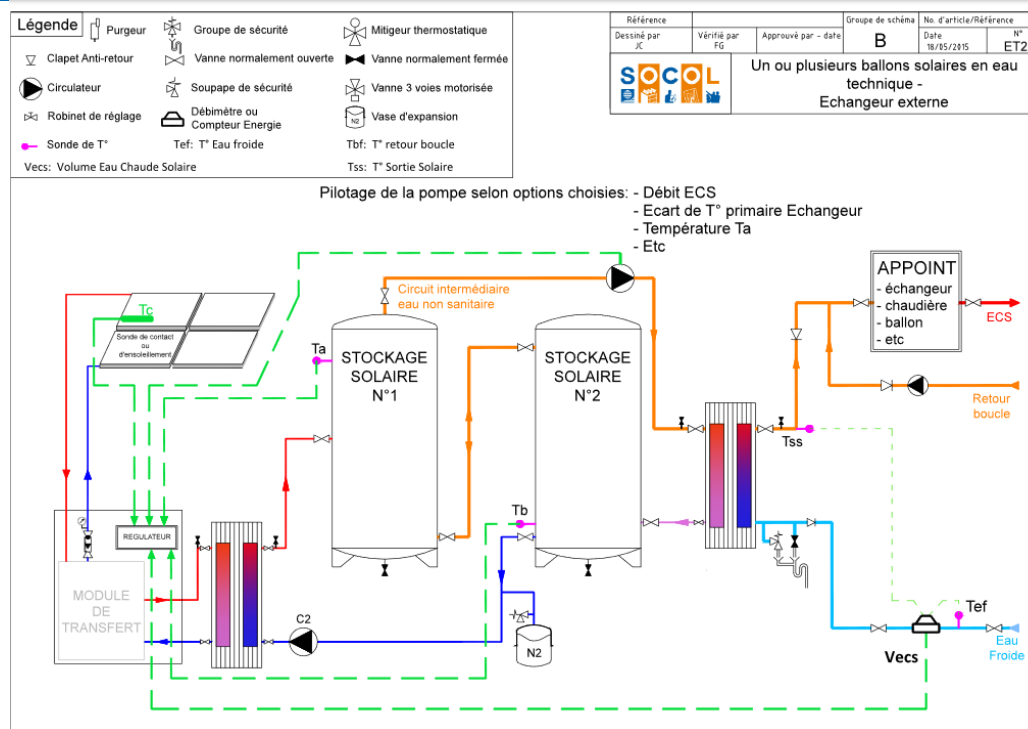 Légende
Purgeur
Groupe de sécurité
Mitigeur thermostatique
Clapet Anti-retour
Vanne normalement ouverte
Vanne normalement fermée
Circulateur
Soupape de sécurité
Vanne 3 voies motorisée
Robinet de réglage
Débimètre ou
Compteur Energie
N2
Vase d'expansion
Sonde de T°
Tef: T° Eau froide
Tbf: T° retour boucle
Vecs: Volume Eau Chaude Solaire
Tss: T° Sortie Solaire
Référence
Groupe de schéma
No. d'article/Référence
Dessiné par
JC
Vérifié par
FG
Approuvé par - date
B
Date
18/05/2015
N°
ET2
SOCOL
Un ou plusieurs ballons solaires en eau
technique -
Echangeur externe
Pilotage de la pompe selon options choisies: - Débit ECS
- Ecart de T° primaire Echangeur
- Température Ta
- Etc
Circuit intermédiaire
eau non sanitaire
APPOINT
- échangeur
- chaudière
- ballon
- etc
ECS
Tc
Sonde de contact
ou
d'ensoleillement
Ta
STOCKAGE
SOLAIRE
N°1
STOCKAGE
SOLAIRE
N°2
Retour
boucle
Tss
Tb
REGULATEUR
MODULE
DE
TRANSFERT
C2
N2
Tef
Vecs
Eau
Froide